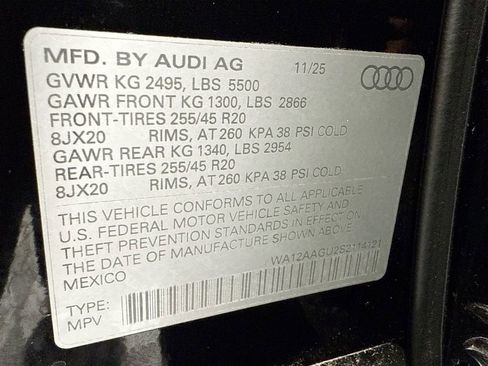 MFD. BY AUDI AG 11/25
GVWR KG 2495, LBS 5500
GAWR FRONT KG 1300, LBS 2866
FRONT-TIRES 255/45 R20
8JX20 RIMS, AT 260 KPA 38 PSI COLD
GAWR REAR KG 1340, LBS 2954
REAR-TIRES 255/45 R20
8JX20 RIMS, AT 260 KPA 38 PSI COLD
THIS VEHICLE CONFORMS TO ALL APPLICABLE
U.S. FEDERAL MOTOR VEHICLE SAFETY AND
THEFT PREVENTION STANDARDS IN EFFECT ON
THE DATE OF MANUFACTURE SHOWN ABOVE.
MEXICO
TYPE:
MPV